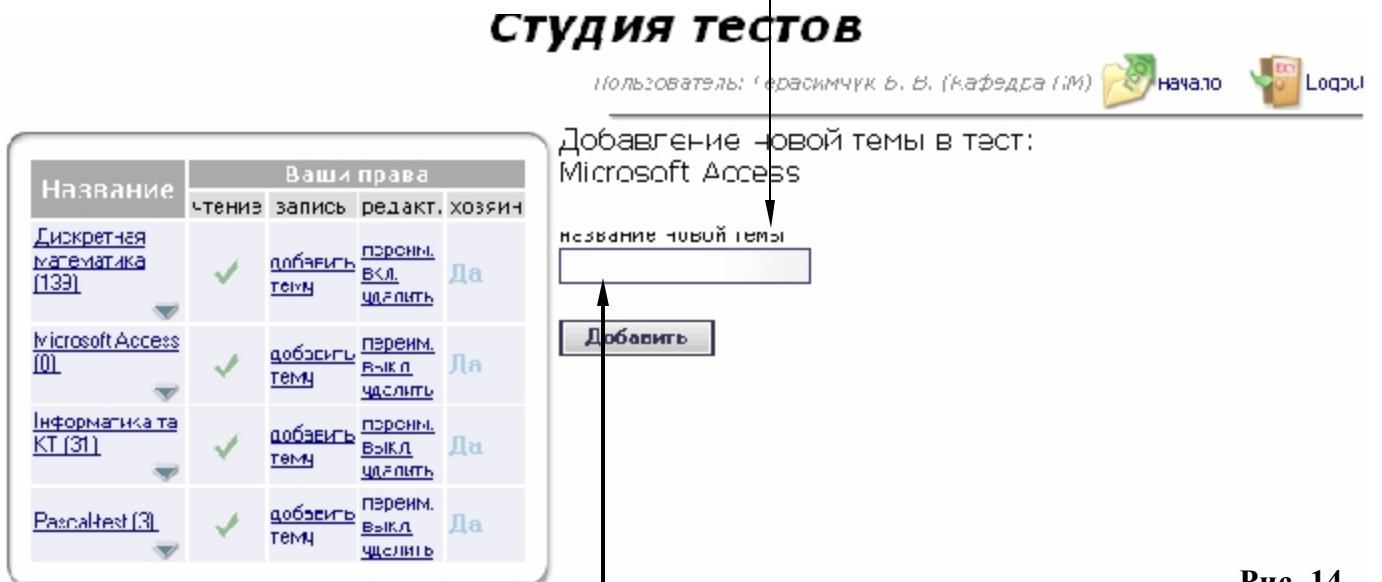 Студия тестов
Пользователь: Герасимчук Б. В. (Кафедра ПМ)
начало
Logou
Название
Ваши права
чтение запись редакт. хозяин
Дискретная
математика
(139)
добавить
тему
переим.
вкл.
удалить
Да
Microsoft Access
(0)
добавить
тему
переим.
выкл
удалить
Да
Інформатика та
КТ (31)
добавить
тему
переим.
выкл
удалить
Да
Pascal-test (3)
добавить
тему
переим.
выкл
удалить
Да
Добавление новой темы в тест:
Microsoft Access
название новой темы
Добавить
Рис. 14